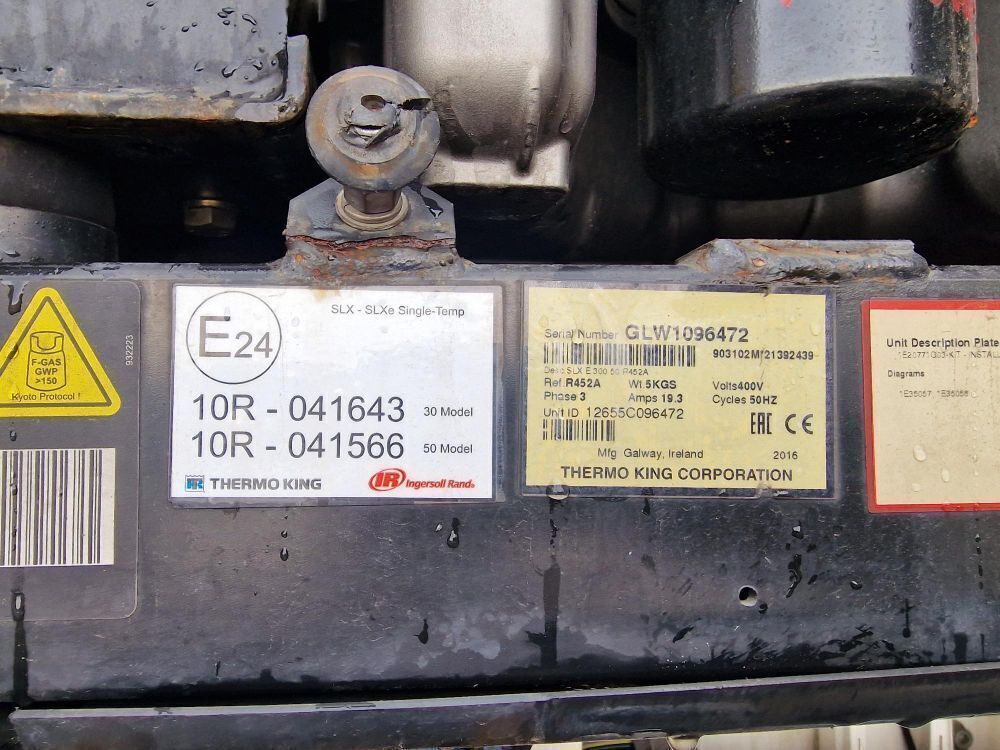 F-GAS
GWP
>150
Kyoto Protocol !
932223
E24
SLX - SLXe Single-Temp
10R - 041643 30 Model
10R - 041566 50 Model
THERMO KING
IR Ingersoll Rand®
Serial Number GLW1096472
903102M 21392439
Desc SLX E 300 50 R452A
Ref.R452A Wt.5KGS Volts400V
Phase 3 Amps 19.3 Cycles 50HZ
Unit ID 12655C096472
EAC CE
Mfg Galway, Ireland 2016
THERMO KING CORPORATION
Unit Description Plate
Diagrams